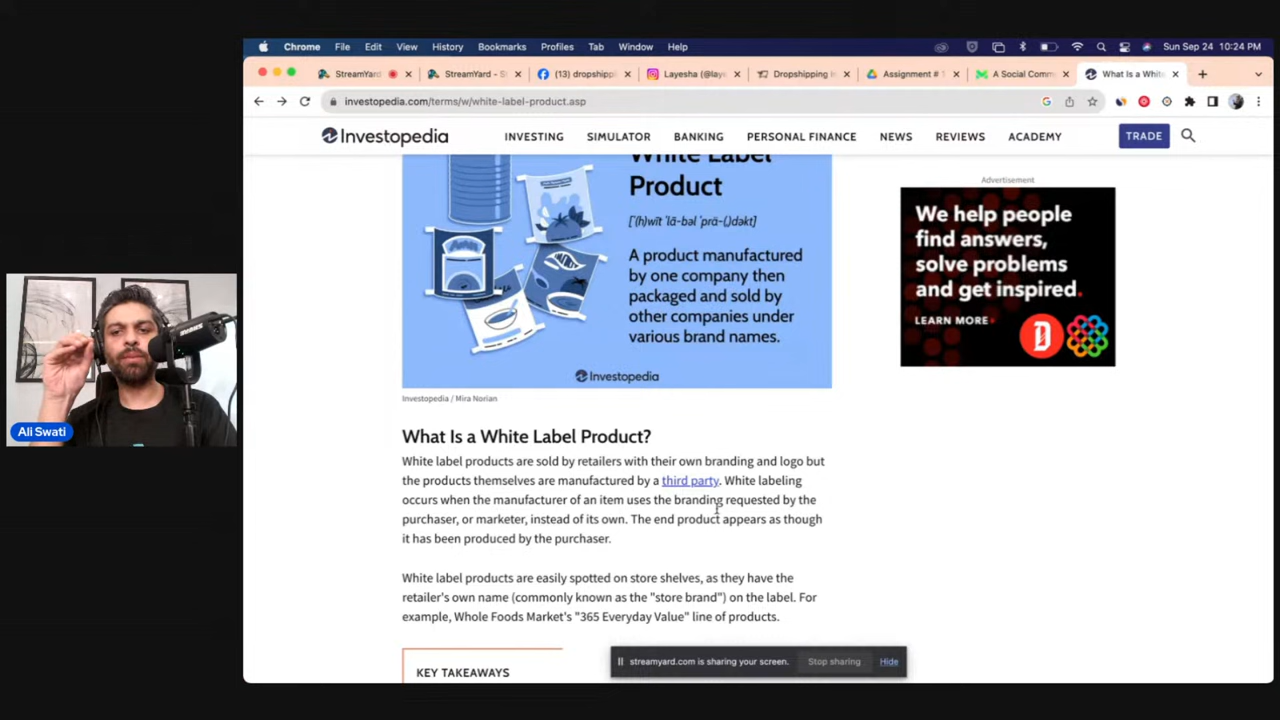 Chrome File Edit View History Bookmarks Profiles Tab Window Help Sun Sep 24 10:24 PM
StreamYard StreamYard - S (13) dropshippi Layesha (@laye Dropshipping Assignment # 1 A Social Comm What Is a White
investopedia.com/terms/w/white-label-product.asp
Investopedia INVESTING SIMULATOR BANKING PERSONAL FINANCE NEWS REVIEWS ACADEMY TRADE
White Label
Product
['(h)wīt 'lā-bəl 'prä-(,)dəkt]
A product manufactured
by one company then
packaged and sold by
other companies under
various brand names.
Investopedia
Advertisement
We help people
find answers,
solve problems
and get inspired.
LEARN MORE
Investopedia / Mira Norian
What Is a White Label Product?
White label products are sold by retailers with their own branding and logo but
the products themselves are manufactured by a third party. White labeling
occurs when the manufacturer of an item uses the branding requested by the
purchaser, or marketer, instead of its own. The end product appears as though
it has been produced by the purchaser.
White label products are easily spotted on store shelves, as they have the
retailer's own name (commonly known as the "store brand") on the label. For
example, Whole Foods Market's "365 Everyday Value" line of products.
KEY TAKEAWAYS
streamyard.com is sharing your screen. Stop sharing Hide
Ali Swati